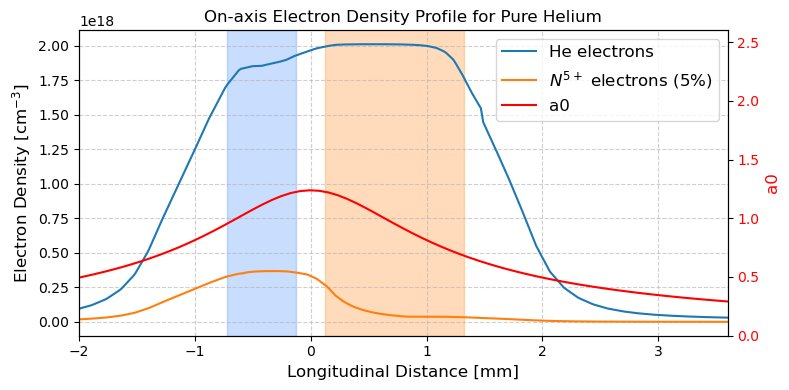 On-axis Electron Density Profile for Pure Helium
1e18
He electrons
N⁵⁺ electrons (5%)
a0
Electron Density [cm⁻³]
2.00
1.75
1.50
1.25
1.00
0.75
0.50
0.25
0.00
2.5
2.0
1.5
1.0
0.5
0.0
a0
−2
−1
0
1
2
3
Longitudinal Distance [mm]